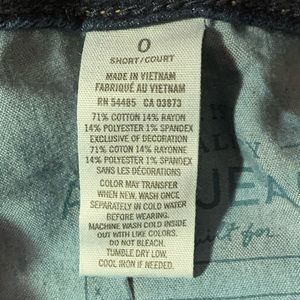 0
SHORT/COURT
MADE IN VIETNAM
FABRIQUÉ AU VIETNAM
RN 54485 CA 03873
71% COTTON 14% RAYON
14% POLYESTER 1% SPANDEX
EXCLUSIVE OF DECORATION
71% COTON 14% RAYONNE
14% POLYESTER 1% SPANDEX
SANS LES DÉCORATIONS
COLOR MAY TRANSFER
WHEN NEW. WASH ONCE
SEPARATELY IN COLD WATER
BEFORE WEARING.
MACHINE WASH COLD INSIDE
OUT WITH LIKE COLORS.
DO NOT BLEACH.
TUMBLE DRY LOW.
COOL IRON IF NEEDED.